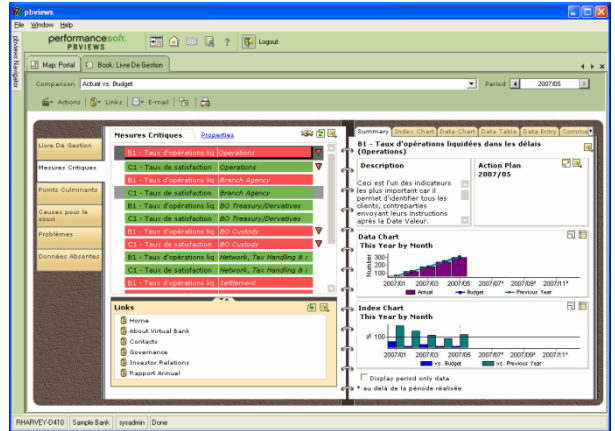 pbviews
File Window Help
pbviews Navigator
performancesoft.
PBVIEWS
? Logout
Map: Portal
Book: Livre De Gestion
Comparison Actual vs. Budget
Period 2007/05
Actions Links E-mail
Livre De Gestion
Mesures Critiques
Points Culminants
Causes pour le souci
Problèmes
Données Absentes
Mesures Critiques Properties
B1 - Taux d'opérations liq Operations
C1 - Taux de satisfaction Operations
B1 - Taux d'opérations liq Branch Agency
C1 - Taux de satisfaction Branch Agency
B1 - Taux d'opérations liq BO Treasury/Dervatives
C1 - Taux de satisfaction BO Treasury/Dervatives
B1 - Taux d'opérations liq BO Custody
C1 - Taux de satisfaction BO Custody
B1 - Taux d'opérations liq Network, Tax Handling &
C1 - Taux de satisfaction Network, Tax Handling &
B1 - Taux d'opérations liq Settlement
Links
Home
About Virtual Bank
Contacts
Governance
Investor Relations
Rapport Annuel
Summary Index Chart Data Chart Data Table Data Entry Comme
B1 - Taux d'opérations liquidées dans les délais
(Operations)
Description
Ceci est l'un des indicateurs
les plus important car il
permet d'identifier tous les
clients, contreparties
envoyant leurs instructions
après la Date Valeur.
Action Plan
2007/05
Data Chart
This Year by Month
Number
300
200
100
2007/01 2007/03 2007/05 2007/07* 2007/09* 2007/11*
Actual Budget Previous Year
Index Chart
This Year by Month
% 100
2007/01 2007/03 2007/05 2007/07* 2007/09* 2007/11*
vs. Budget vs. Previous Year
Display period only data
* au delà de la période réalisée
RHARVEY-D410 Sample Bank sysadmin Done